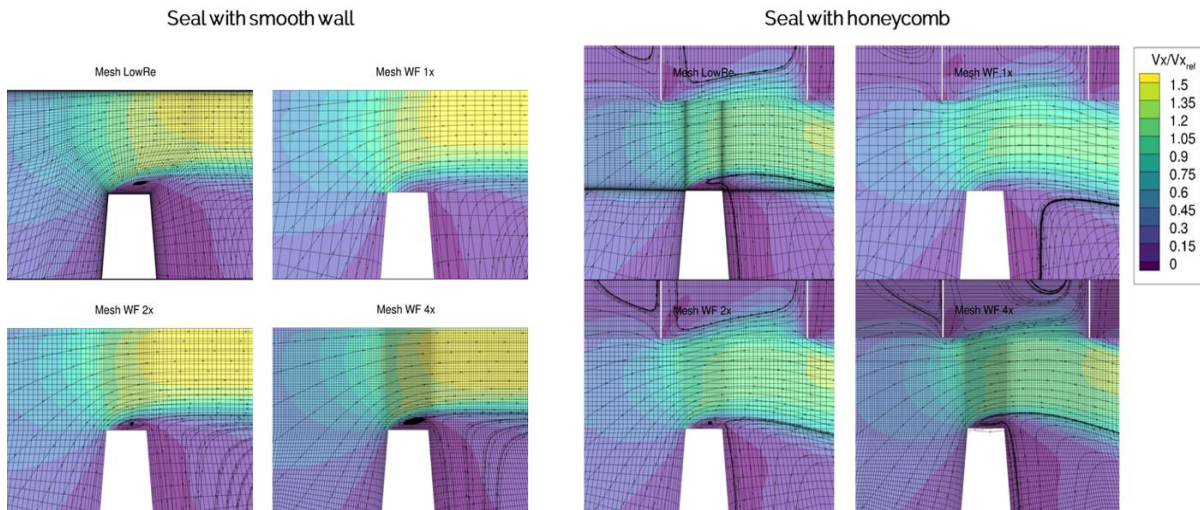 Seal with smooth wall
Seal with honeycomb
Mesh LowRe
Mesh WF 1x
Mesh LowRe
Mesh WF 1x
Vx/Vxref
1.5
1.35
1.2
1.05
0.9
0.75
0.6
0.45
0.3
0.15
0
Mesh WF 2x
Mesh WF 4x
Mesh WF 2x
Mesh WF 4x